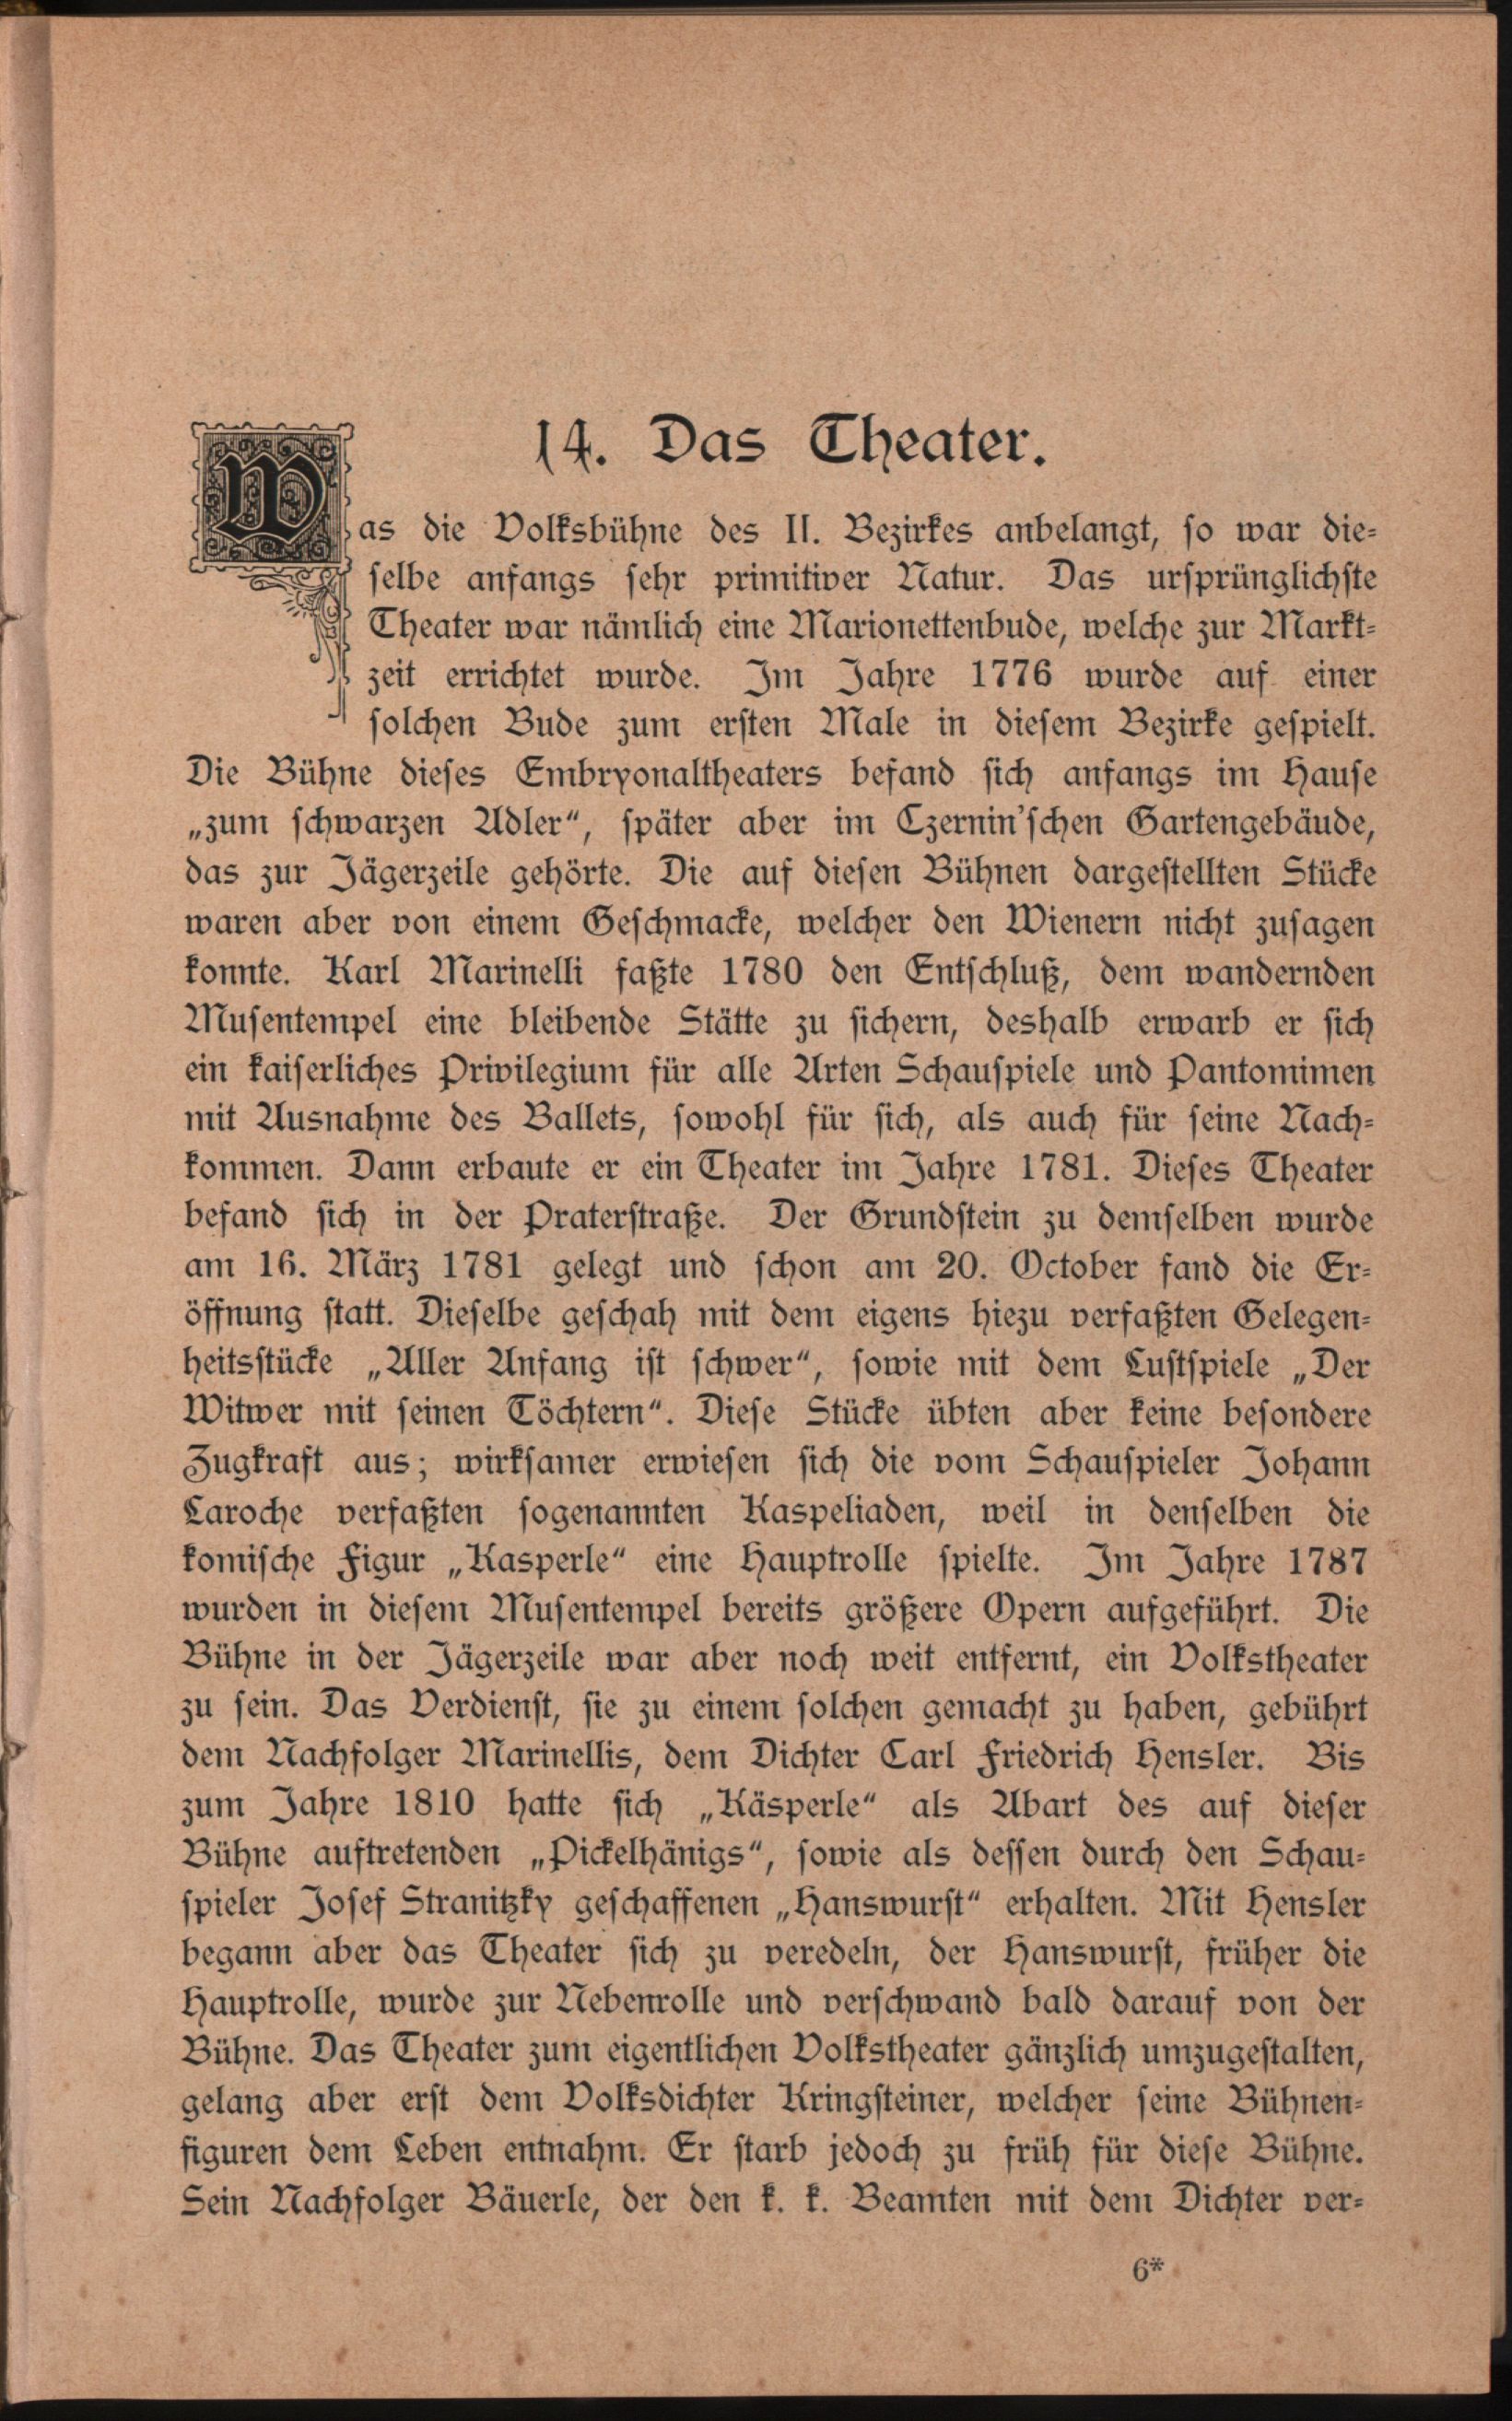 14. Das Theater.
Was die Volksbühne des II. Bezirkes anbelangt, so war die-
selbe anfangs sehr primitiver Natur. Das ursprünglichste
Theater war nämlich eine Marionettenbude, welche zur Markt-
zeit errichtet wurde. Im Jahre 1776 wurde auf einer
solchen Bude zum ersten Male in diesem Bezirke gespielt.
Die Bühne dieses Embryonaltheaters befand sich anfangs im Hause
„zum schwarzen Adler“, später aber im Czernin'schen Gartengebäude,
das zur Jägerzeile gehörte. Die auf diesen Bühnen dargestellten Stücke
waren aber von einem Geschmacke, welcher den Wienern nicht zusagen
konnte. Karl Marinelli faßte 1780 den Entschluß, dem wandernden
Musentempel eine bleibende Stätte zu sichern, deshalb erwarb er sich
ein kaiserliches Privilegium für alle Arten Schauspiele und Pantomimen
mit Ausnahme des Ballets, sowohl für sich, als auch für seine Nach-
kommen. Dann erbaute er ein Theater im Jahre 1781. Dieses Theater
befand sich in der Praterstraße. Der Grundstein zu demselben wurde
am 16. März 1781 gelegt und schon am 20. October fand die Er-
öffnung statt. Dieselbe geschah mit dem eigens hiezu verfaßten Gelegen-
heitsstücke „Aller Anfang ist schwer“, sowie mit dem Lustspiele „Der
Witwer mit seinen Töchtern“. Diese Stücke übten aber keine besondere
Zugkraft aus; wirksamer erwiesen sich die vom Schauspieler Johann
Laroche verfaßten sogenannten Kaspeliaden, weil in denselben die
komische Figur „Kasperle“ eine Hauptrolle spielte. Im Jahre 1787
wurden in diesem Musentempel bereits größere Opern aufgeführt. Die
Bühne in der Jägerzeile war aber noch weit entfernt, ein Volkstheater
zu sein. Das Verdienst, sie zu einem solchen gemacht zu haben, gebührt
dem Nachfolger Marinellis, dem Dichter Carl Friedrich Hensler. Bis
zum Jahre 1810 hatte sich „Käsperle“ als Abart des auf dieser
Bühne auftretenden „Pickelhänigs“, sowie als dessen durch den Schau-
spieler Josef Stranitzky geschaffenen „Hanswurst“ erhalten. Mit Hensler
begann aber das Theater sich zu veredeln, der Hanswurst, früher die
Hauptrolle, wurde zur Nebenrolle und verschwand bald darauf von der
Bühne. Das Theater zum eigentlichen Volkstheater gänzlich umzugestalten,
gelang aber erst dem Volksdichter Kringsteiner, welcher seine Bühnen-
figuren dem Leben entnahm. Er starb jedoch zu früh für diese Bühne.
Sein Nachfolger Bäuerle, der den k. k. Beamten mit dem Dichter ver-
6*